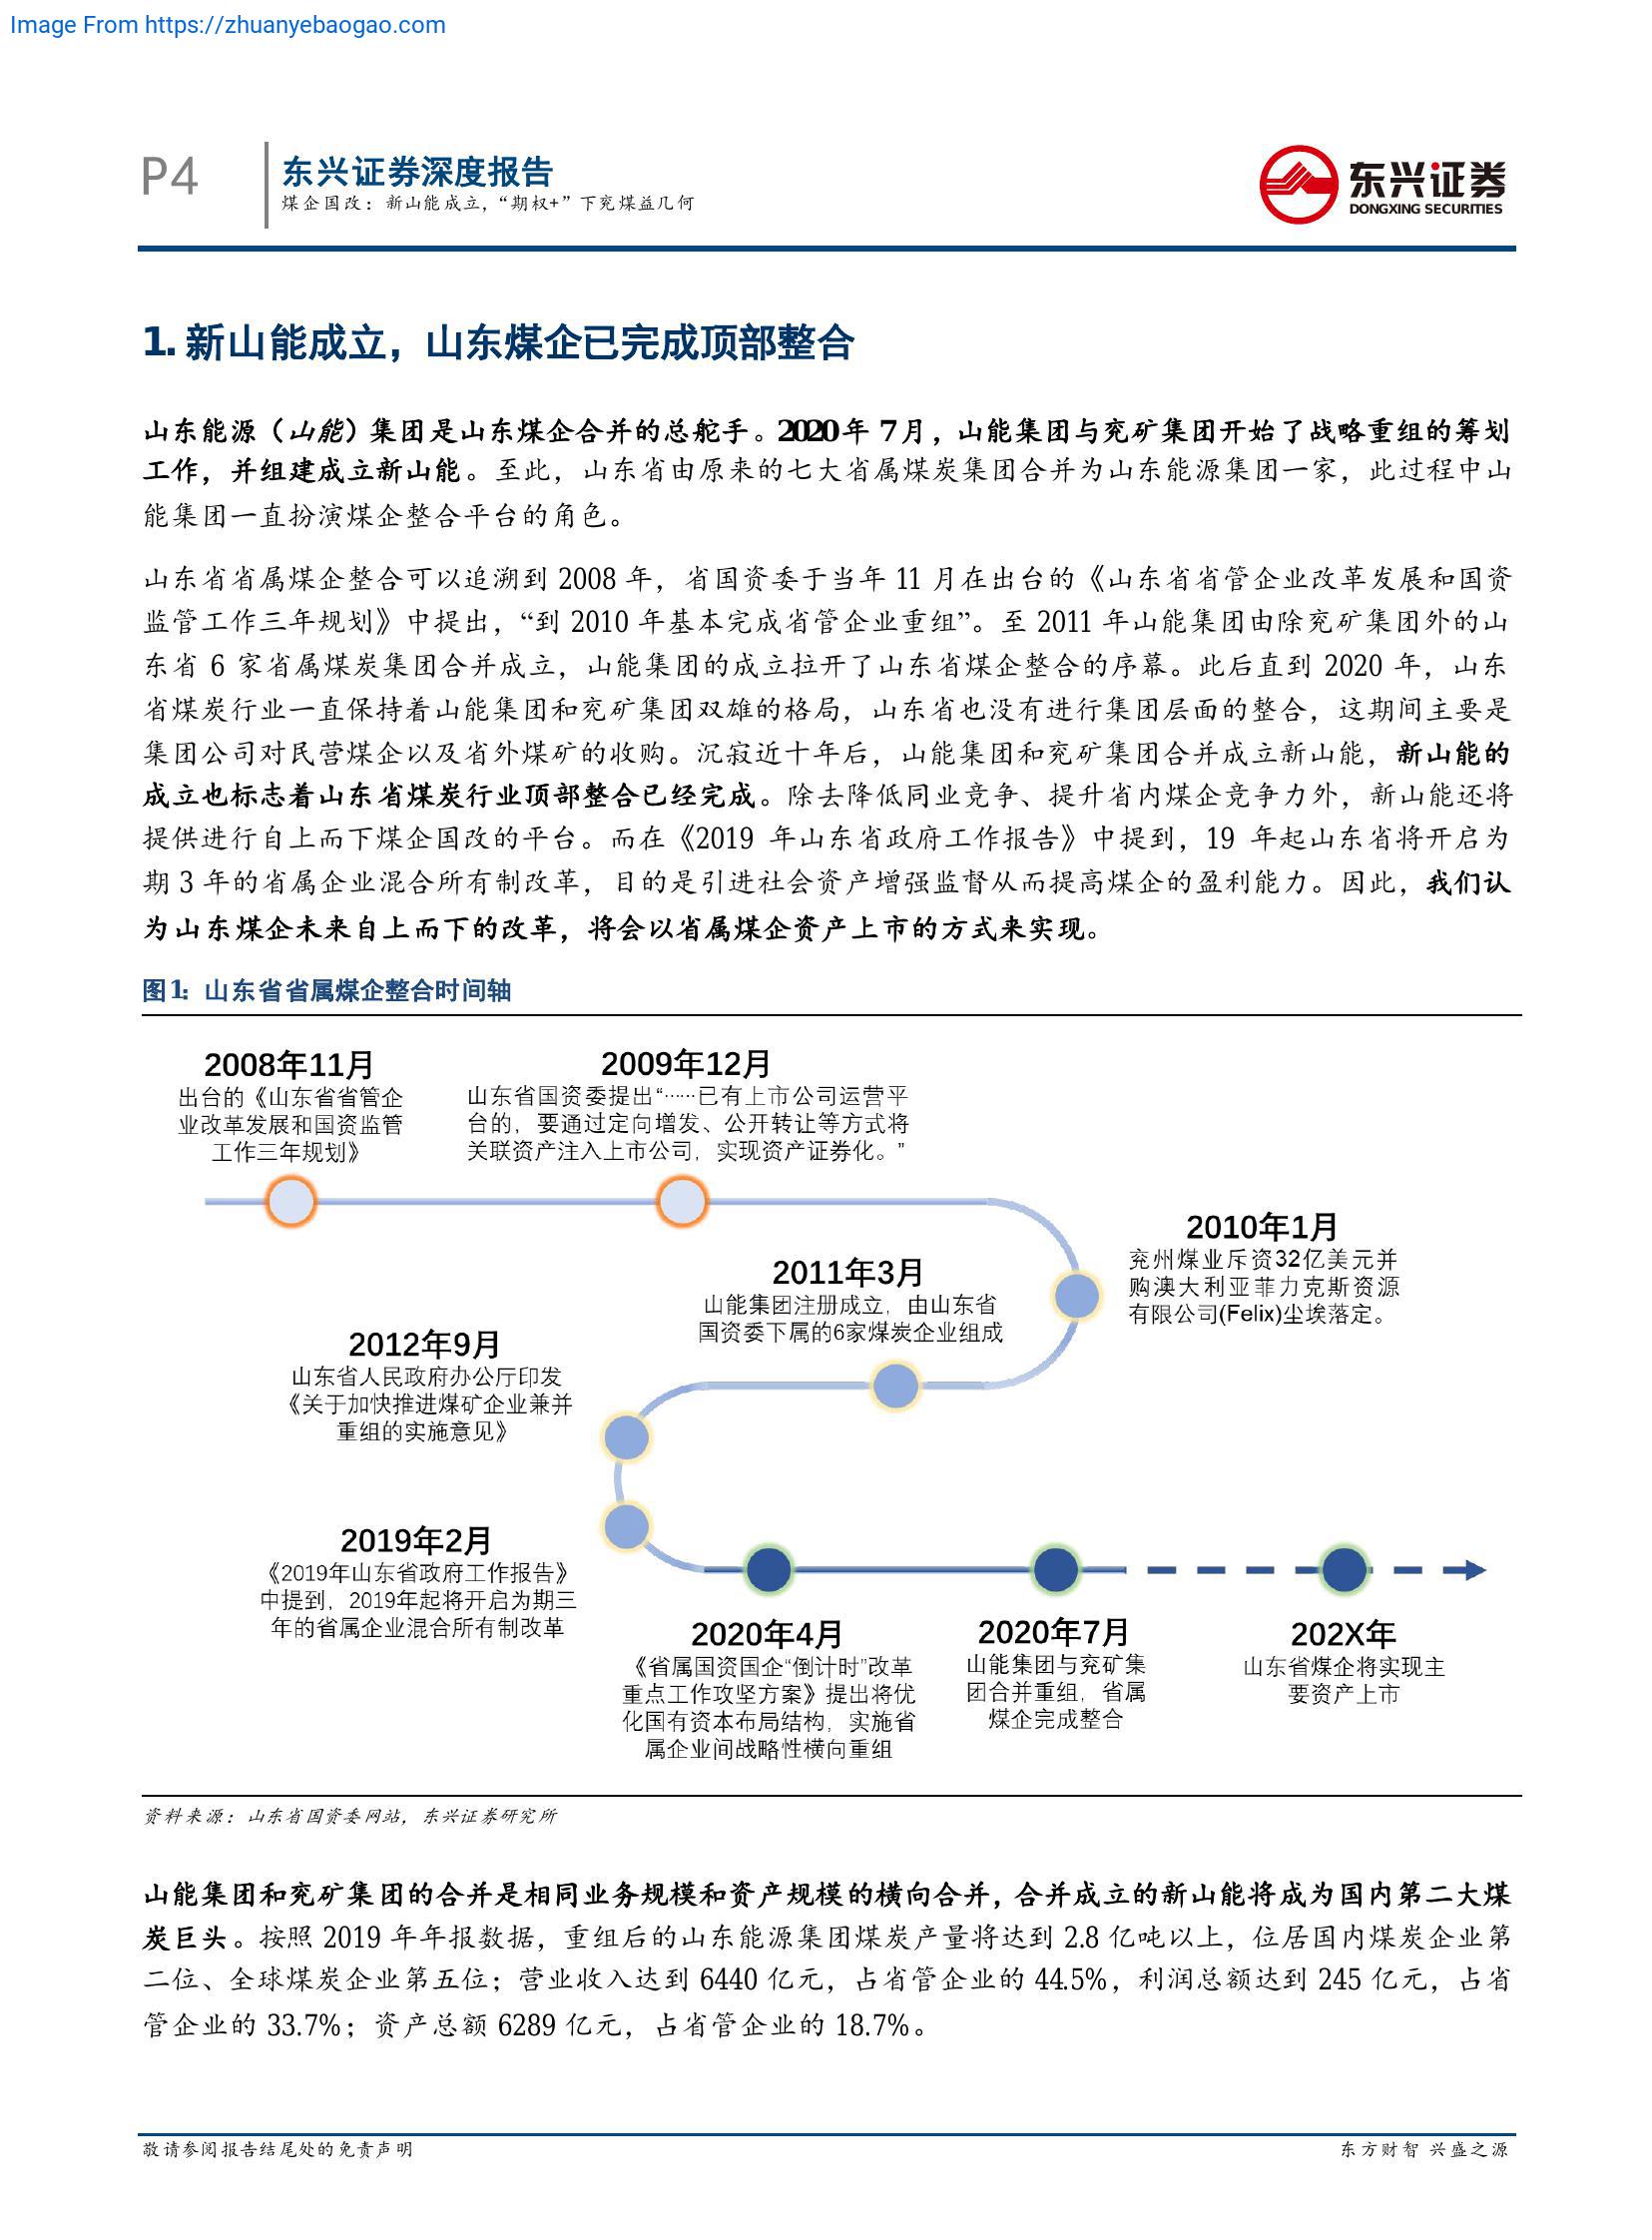 Image From https://zhuanyebaogao.com
P4
东兴证券深度报告
煤企国改：新山能成立，“期权+”下兖煤益几何
东兴证券
DONGXING SECURITIES
1. 新山能成立，山东煤企已完成顶部整合
山东能源（山能）集团是山东煤企合并的总舵手。2020年 7月，山能集团与兖矿集团开始了战略重组的筹划
工作，并组建成立新山能。至此，山东省由原来的七大省属煤炭集团合并为山东能源集团一家，此过程中山
能集团一直扮演煤企整合平台的角色。
山东省省属煤企整合可以追溯到 2008 年，省国资委于当年 11 月在出台的《山东省省管企业改革发展和国资
监管工作三年规划》中提出，“到 2010 年基本完成省管企业重组”。至 2011 年山能集团由除兖矿集团外的山
东省 6 家省属煤炭集团合并成立，山能集团的成立拉开了山东省煤企整合的序幕。此后直到 2020 年，山东
省煤炭行业一直保持着山能集团和兖矿集团双雄的格局，山东省也没有进行集团层面的整合，这期间主要是
集团公司对民营煤企以及省外煤矿的收购。沉寂近十年后，山能集团和兖矿集团合并成立新山能，新山能的
成立也标志着山东省煤炭行业顶部整合已经完成。除去降低同业竞争、提升省内煤企竞争力外，新山能还将
提供进行自上而下煤企国改的平台。而在《2019 年山东省政府工作报告》中提到，19 年起山东省将开启为
期 3 年的省属企业混合所有制改革，目的是引进社会资产增强监督从而提高煤企的盈利能力。因此，我们认
为山东煤企未来自上而下的改革，将会以省属煤企资产上市的方式来实现。
图1：山东省省属煤企整合时间轴
2008年11月
出台的《山东省省管企
业改革发展和国资监管
工作三年规划》
2009年12月
山东省国资委提出“……已有上市公司运营平
台的，要通过定向增发、公开转让等方式将
关联资产注入上市公司，实现资产证券化。”
2010年1月
兖州煤业斥资32亿美元并
购澳大利亚菲力克斯资源
有限公司(Felix)尘埃落定。
2011年3月
山能集团注册成立，由山东省
国资委下属的6家煤炭企业组成
2012年9月
山东省人民政府办公厅印发
《关于加快推进煤矿企业兼并
重组的实施意见》
2019年2月
《2019年山东省政府工作报告》
中提到，2019年起将开启为期三
年的省属企业混合所有制改革
2020年4月
《省属国资国企“倒计时”改革
重点工作攻坚方案》提出将优
化国有资本布局结构，实施省
属企业间战略性横向重组
2020年7月
山能集团与兖矿集
团合并重组，省属
煤企完成整合
202X年
山东省煤企将实现主
要资产上市
资料来源：山东省国资委网站，东兴证券研究所
山能集团和兖矿集团的合并是相同业务规模和资产规模的横向合并，合并成立的新山能将成为国内第二大煤
炭巨头。按照 2019 年年报数据，重组后的山东能源集团煤炭产量将达到 2.8 亿吨以上，位居国内煤炭企业第
二位、全球煤炭企业第五位；营业收入达到 6440 亿元，占省管企业的 44.5%，利润总额达到 245 亿元，占省
管企业的 33.7%；资产总额 6289 亿元，占省管企业的 18.7%。
敬请参阅报告结尾处的免责声明
东方财智 兴盛之源